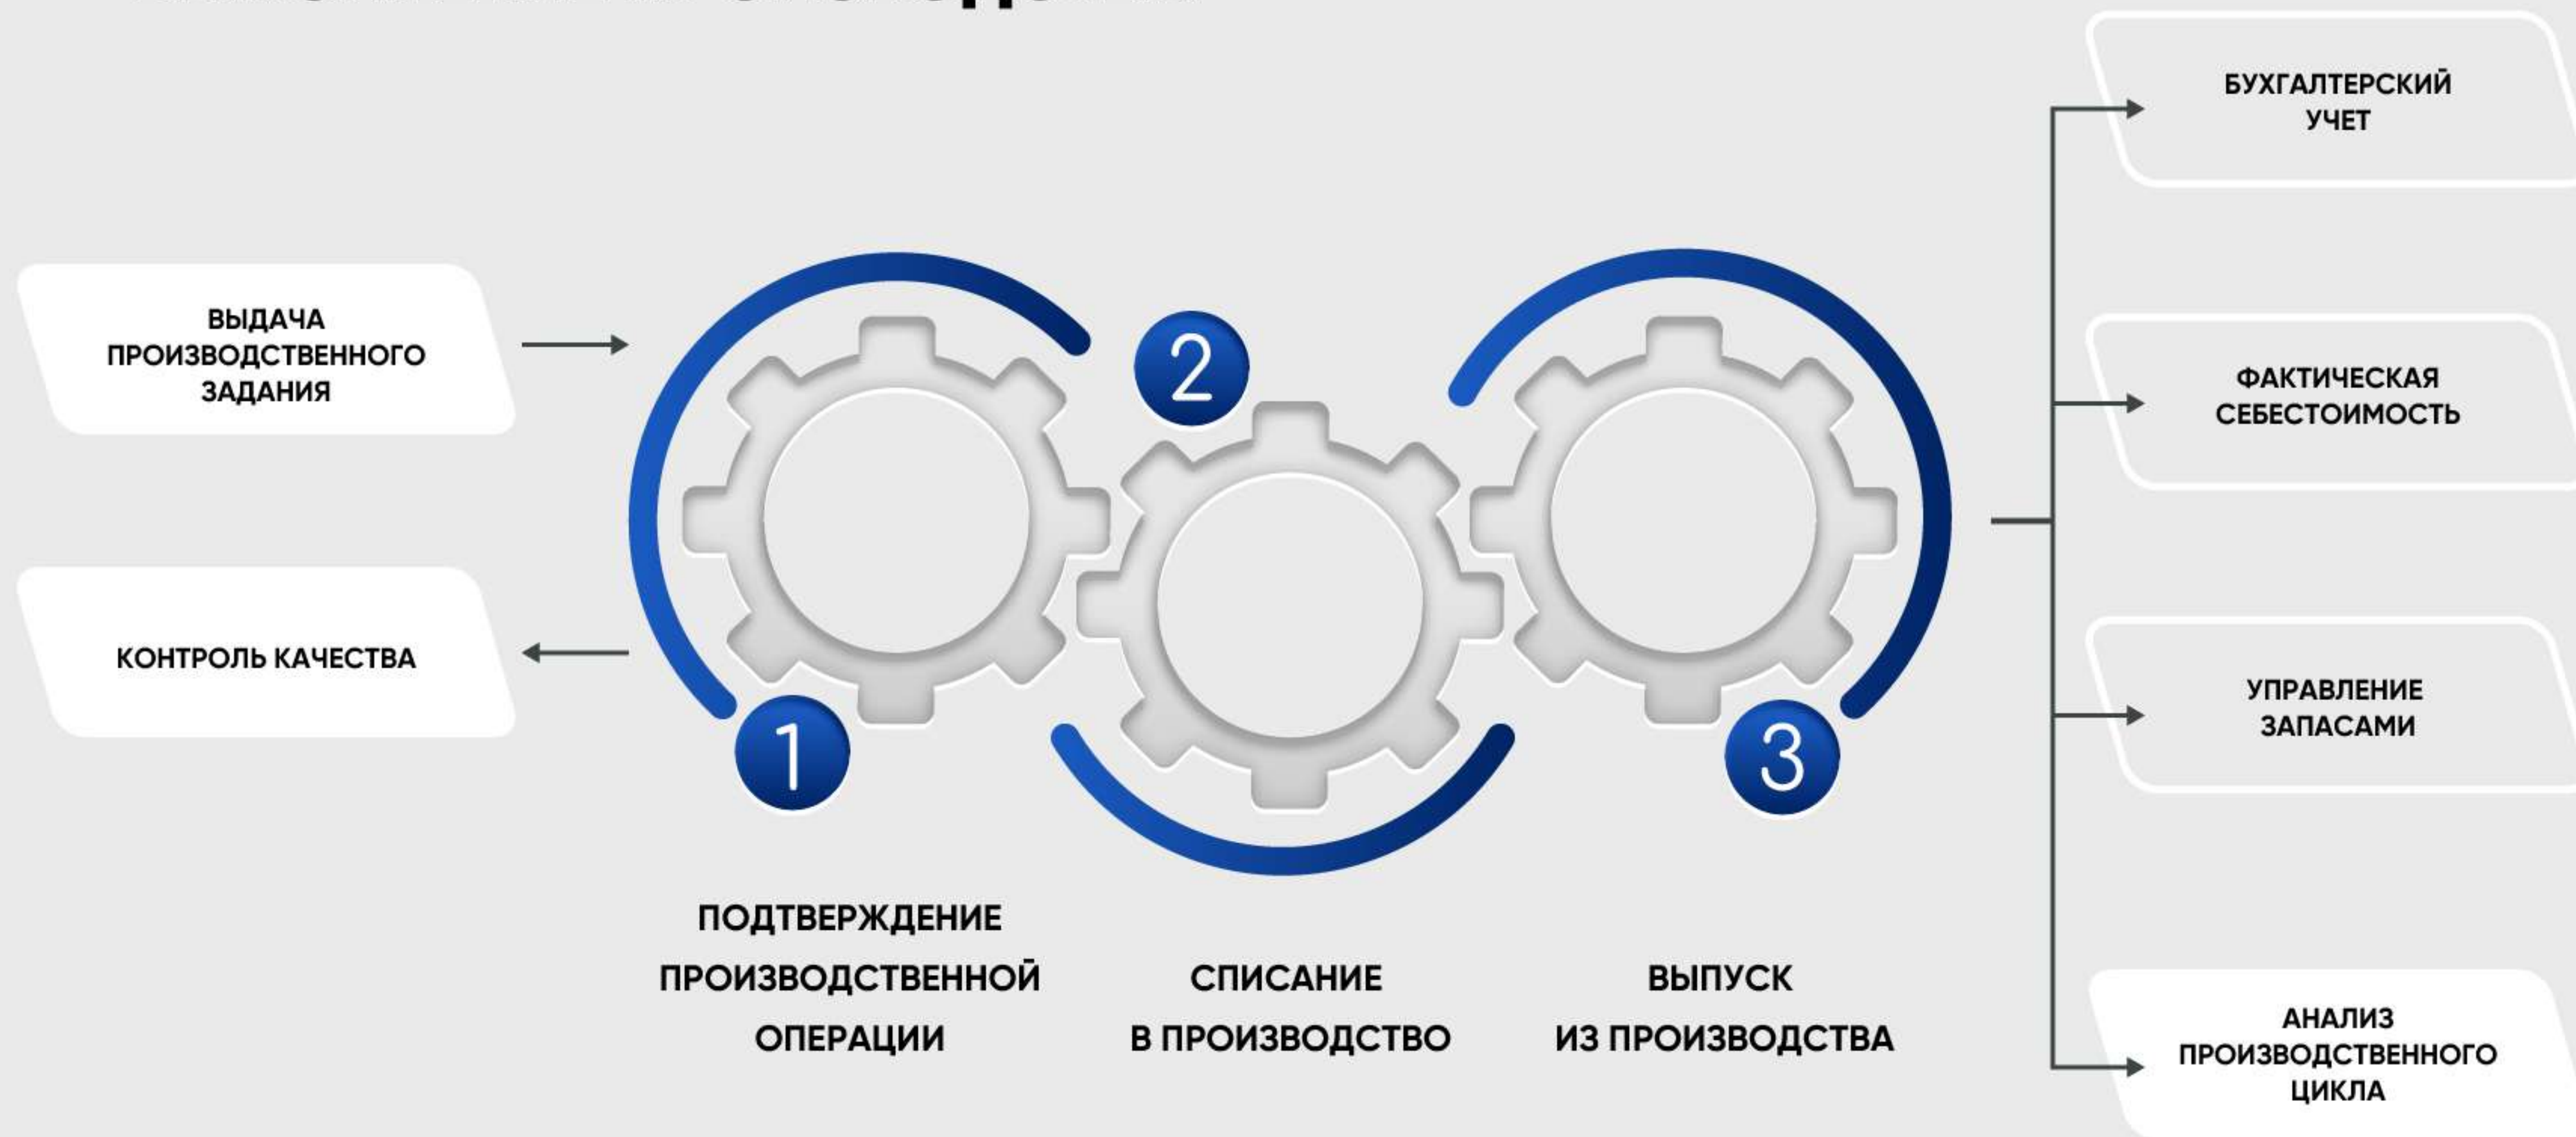 ВЫДАЧА
ПРОИЗВОДСТВЕННОГО
ЗАДАНИЯ
КОНТРОЛЬ КАЧЕСТВА
1
2
3
ПОДТВЕРЖДЕНИЕ
ПРОИЗВОДСТВЕННОЙ
ОПЕРАЦИИ
СПИСАНИЕ
В ПРОИЗВОДСТВО
ВЫПУСК
ИЗ ПРОИЗВОДСТВА
БУХГАЛТЕРСКИЙ
УЧЕТ
ФАКТИЧЕСКАЯ
СЕБЕСТОИМОСТЬ
УПРАВЛЕНИЕ
ЗАПАСАМИ
АНАЛИЗ
ПРОИЗВОДСТВЕННОГО
ЦИКЛА